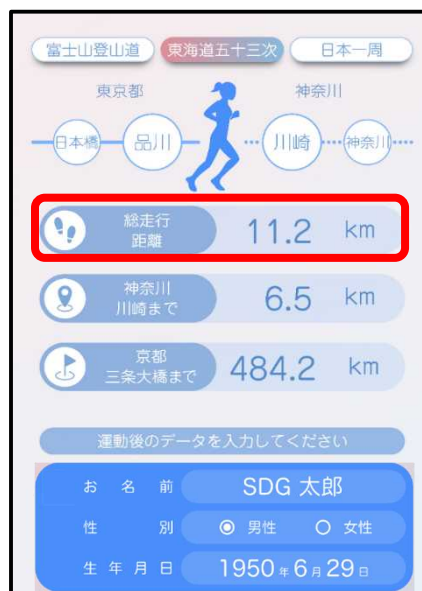 富士山登山道 東海道五十三次 日本一周
東京都 神奈川
日本橋 品川 川崎 神奈川
総走行
距離 11.2 km
神奈川
川崎まで 6.5 km
京都
三条大橋まで 484.2 km
運動後のデータを入力してください
お名前 SDG 太郎
性別 男性 女性
生年月日 1950年6月29日